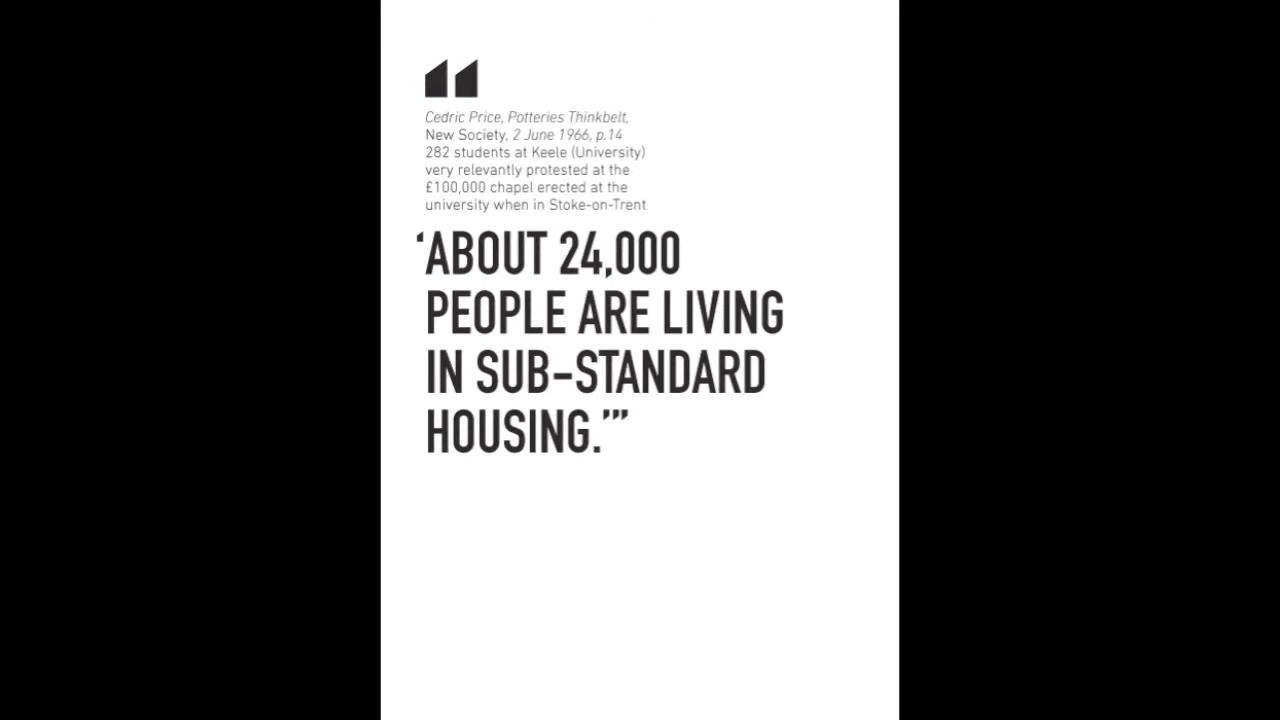 Cedric Price, Potteries Thinkbelt,
New Society, 2 June 1966, p.14
282 students at Keele (University)
very relevantly protested at the
£100,000 chapel erected at the
university when in Stoke-on-Trent
‘ABOUT 24,000
PEOPLE ARE LIVING
IN SUB-STANDARD
HOUSING.’”